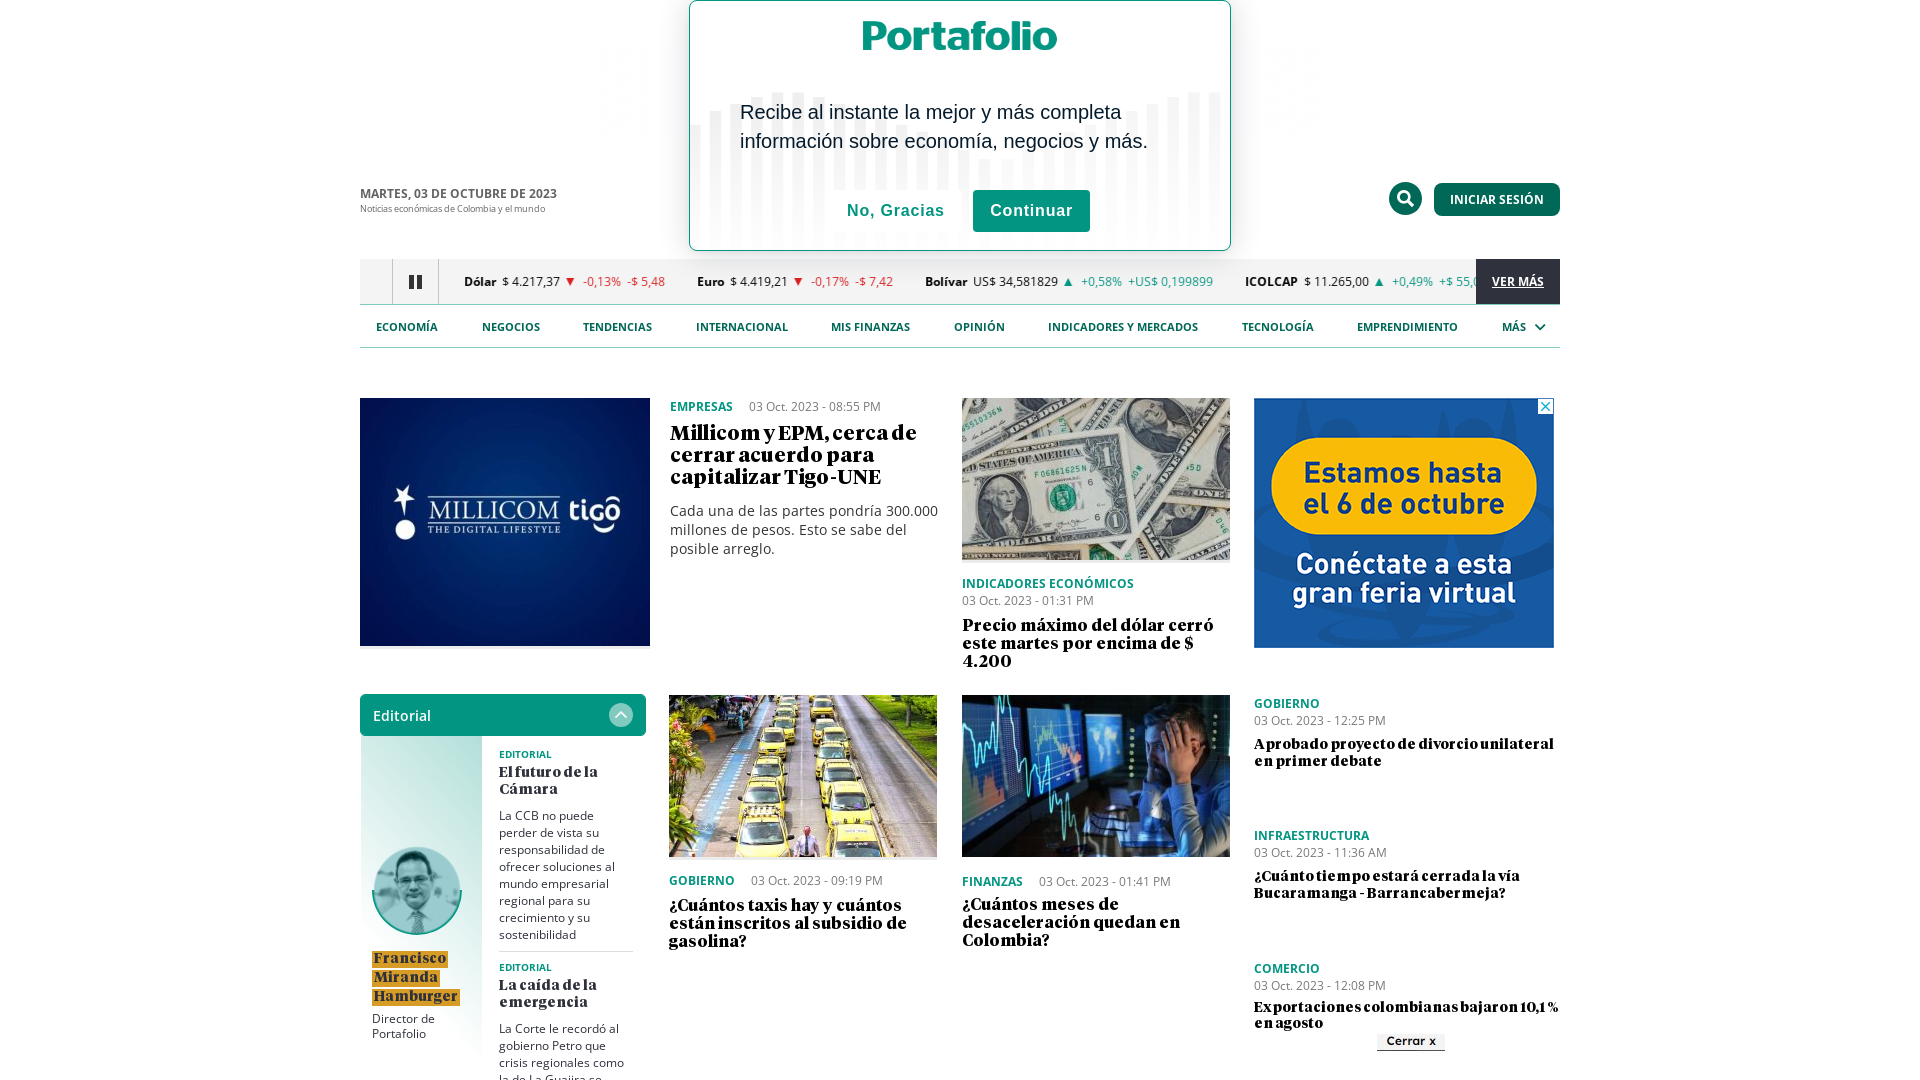 Portafolio
Recibe al instante la mejor y más completa
información sobre economía, negocios y más.
No, Gracias
Continuar
MARTES, 03 DE OCTUBRE DE 2023
Noticias económicas de Colombia y el mundo
INICIAR SESIÓN
Dólar $ 4.217,37 ▼ -0,13% -$ 5,48
Euro $ 4.419,21 ▼ -0,17% -$ 7,42
Bolívar US$ 34,581829 ▲ +0,58% +US$ 0,199899
ICOLCAP $ 11.265,00 ▲ +0,49% +$ 55,0
VER MÁS
ECONOMÍA
NEGOCIOS
TENDENCIAS
INTERNACIONAL
MIS FINANZAS
OPINIÓN
INDICADORES Y MERCADOS
TECNOLOGÍA
EMPRENDIMIENTO
MÁS
MILLICOM
THE DIGITAL LIFESTYLE
tigo
EMPRESAS 03 Oct. 2023 - 08:55 PM
Millicom y EPM, cerca de
cerrar acuerdo para
capitalizar Tigo-UNE
Cada una de las partes pondría 300.000
millones de pesos. Esto se sabe del
posible arreglo.
INDICADORES ECONÓMICOS
03 Oct. 2023 - 01:31 PM
Precio máximo del dólar cerró
este martes por encima de $
4.200
Estamos hasta
el 6 de octubre
Conéctate a esta
gran feria virtual
Editorial
Francisco
Miranda
Hamburger
Director de
Portafolio
EDITORIAL
El futuro de la
Cámara
La CCB no puede
perder de vista su
responsabilidad de
ofrecer soluciones al
mundo empresarial
regional para su
crecimiento y su
sostenibilidad
EDITORIAL
La caída de la
emergencia
La Corte le recordó al
gobierno Petro que
crisis regionales como
la de La Guajira se
GOBIERNO 03 Oct. 2023 - 09:19 PM
¿Cuántos taxis hay y cuántos
están inscritos al subsidio de
gasolina?
FINANZAS 03 Oct. 2023 - 01:41 PM
¿Cuántos meses de
desaceleración quedan en
Colombia?
GOBIERNO
03 Oct. 2023 - 12:25 PM
Aprobado proyecto de divorcio unilateral
en primer debate
INFRAESTRUCTURA
03 Oct. 2023 - 11:36 AM
¿Cuánto tiempo estará cerrada la vía
Bucaramanga - Barrancabermeja?
COMERCIO
03 Oct. 2023 - 12:08 PM
Exportaciones colombianas bajaron 10,1 %
en agosto
Cerrar x